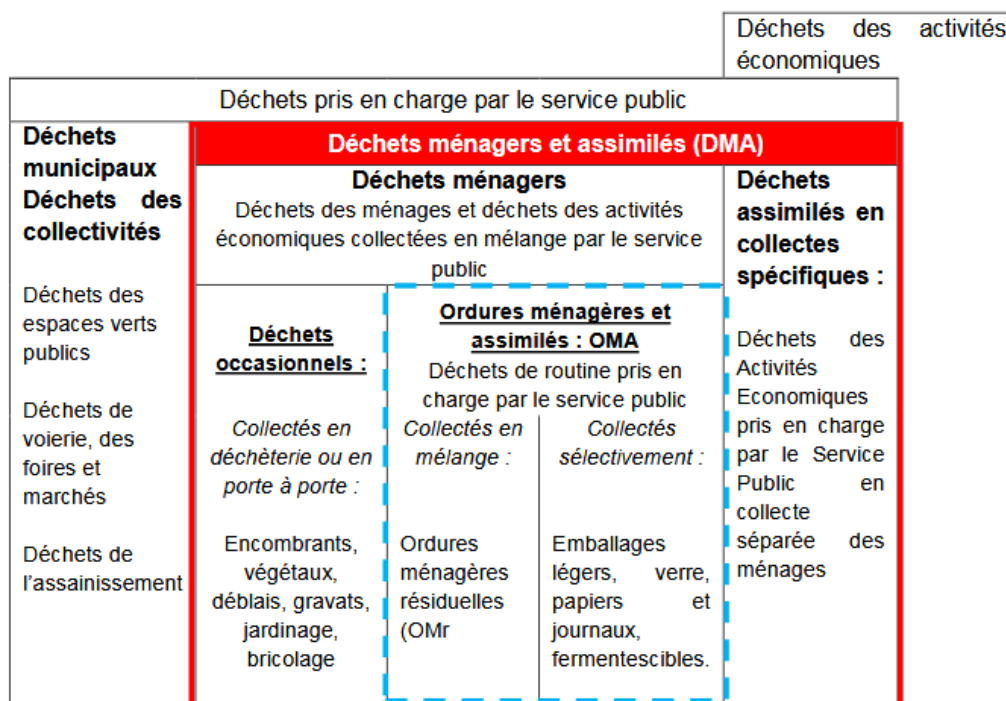 Déchets des activités
économiques
Déchets pris en charge par le service public
Déchets
municipaux
Déchets des
collectivités
Déchets des
espaces verts
publics
Déchets de
voierie, des
foires et
marchés
Déchets de
l'assainissement
Déchets ménagers et assimilés (DMA)
Déchets ménagers
Déchets des ménages et déchets des activités
économiques collectées en mélange par le service
public
Déchets
occasionnels :
Collectés en
déchèterie ou en
porte à porte :
Encombrants,
végétaux,
déblais, gravats,
jardinage,
bricolage
Ordures ménagères et
assimilés : OMA
Déchets de routine pris en
charge par le service public
Collectés en
mélange :
Ordures
ménagères
résiduelles
(OMr
Collectés
sélectivement :
Emballages
légers, verre,
papiers et
journaux,
fermentescibles.
Déchets
assimilés en
collectes
spécifiques :
Déchets des
Activités
Economiques
pris en charge
par le Service
Public en
collecte
séparée des
ménages